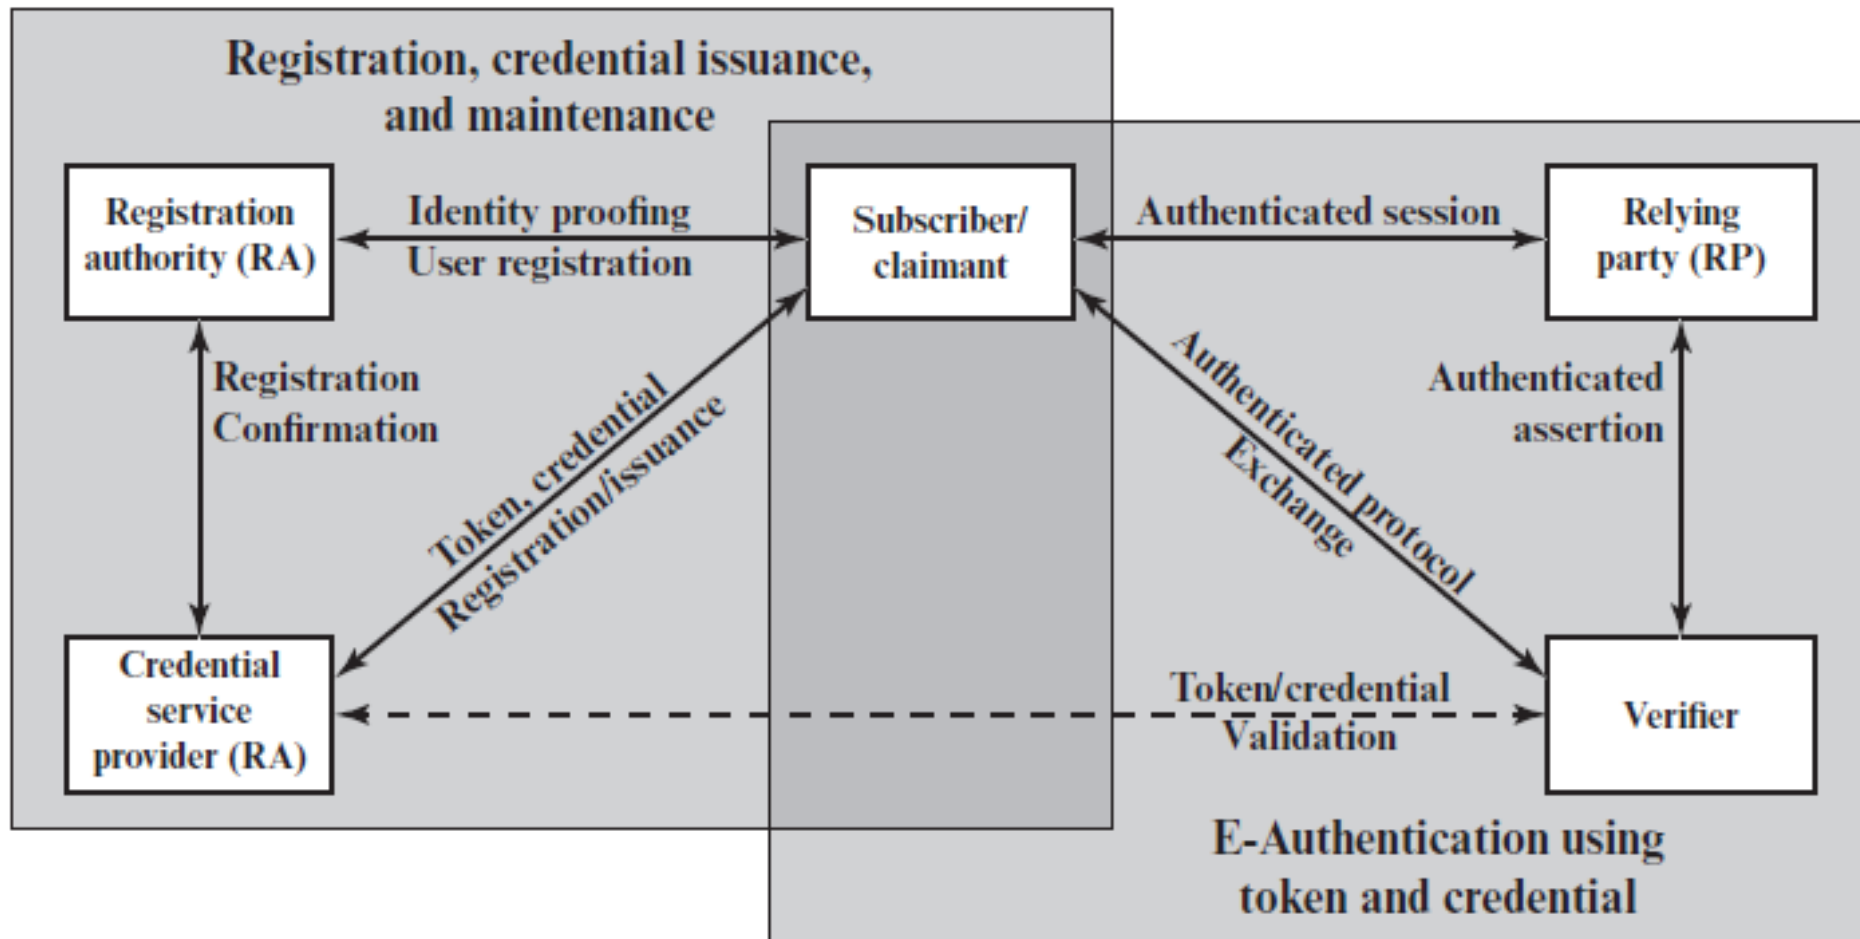 Registration, credential issuance,
and maintenance
Registration
authority (RA)
Identity proofing
User registration
Subscriber/
claimant
Authenticated session
Relying
party (RP)
Registration
Confirmation
Token, credential
Registration/issuance
Authenticated protocol
Exchange
Authenticated
assertion
Credential
service
provider (RA)
Token/credential
Validation
Verifier
E-Authentication using
token and credential